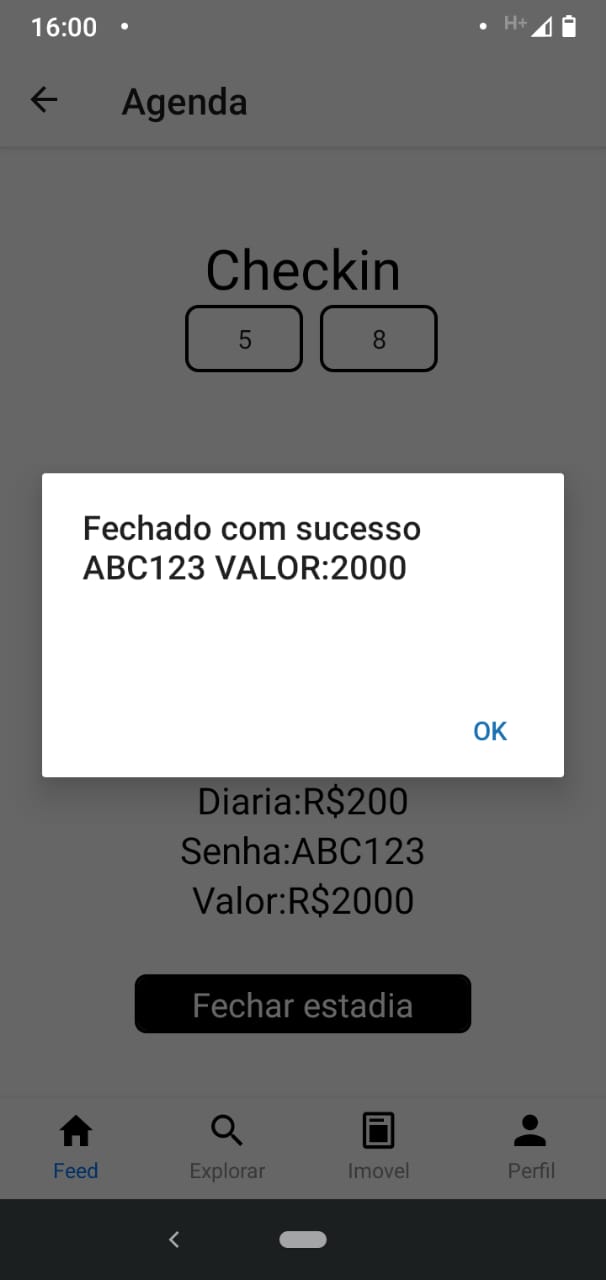 16:00
H+
Agenda
Checkin
5 8
Fechado com sucesso
ABC123 VALOR:2000
OK
Diaria:R$200
Senha:ABC123
Valor:R$2000
Fechar estadia
Feed Explorar Imovel Perfil